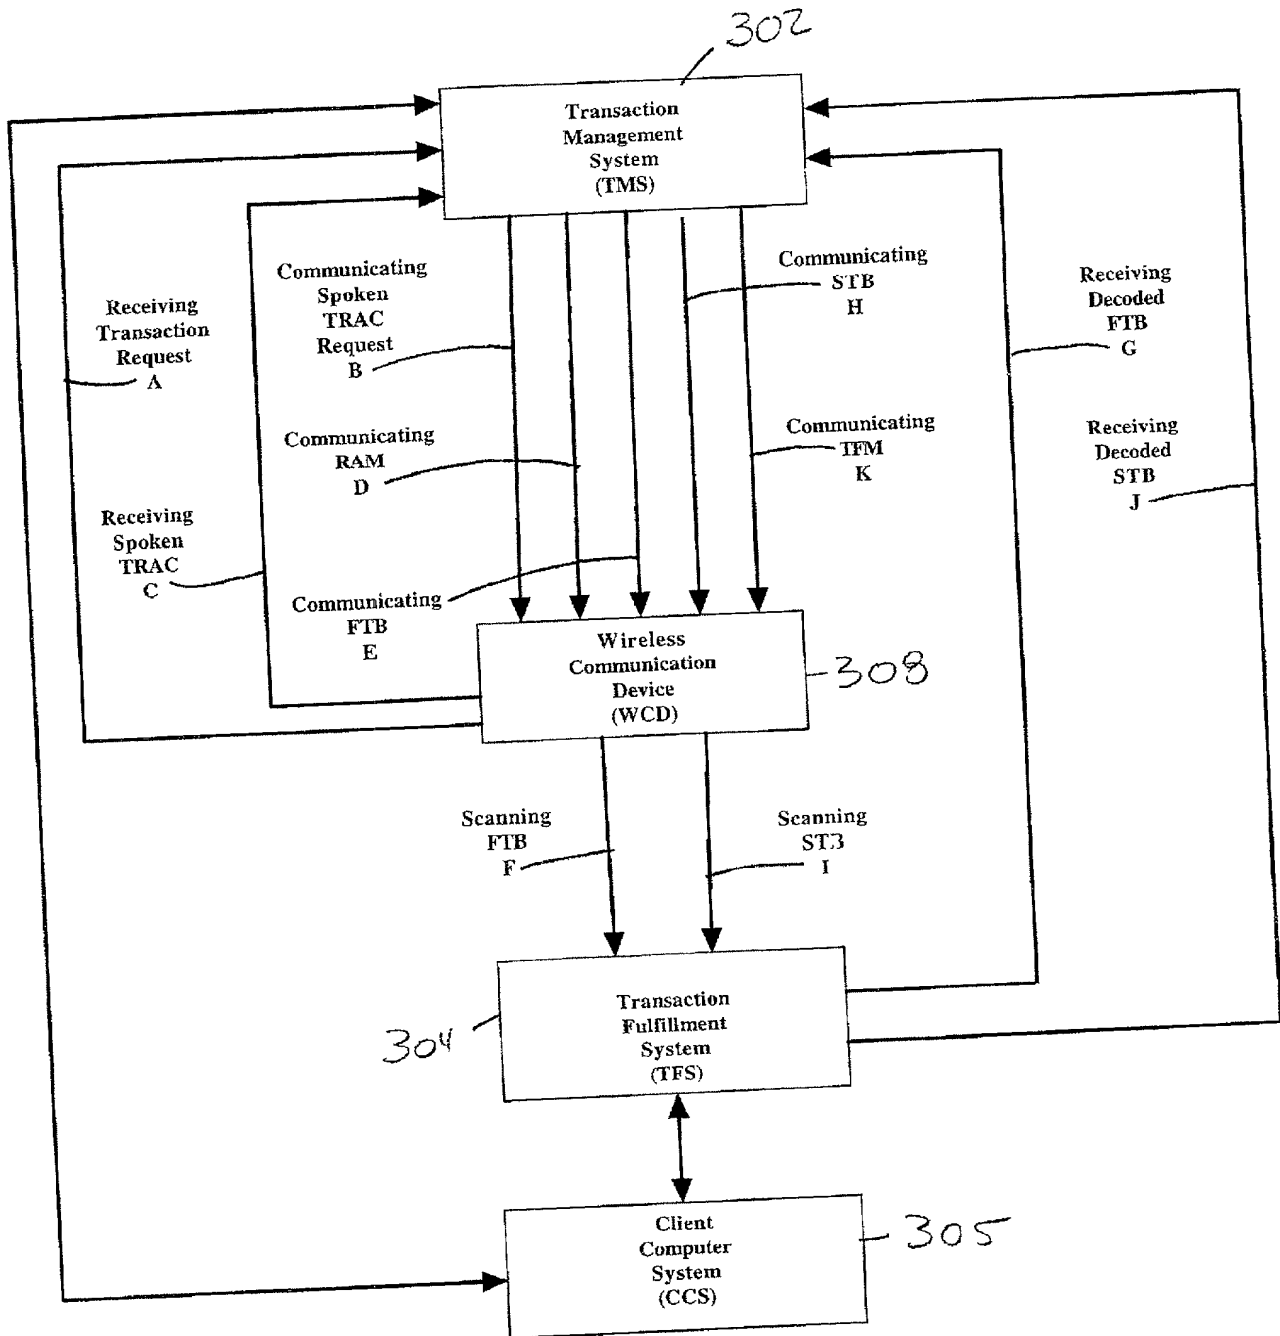 302
Transaction
Management
System
(TMS)
Communicating
Spoken
TRAC
Request
B
Communicating
STB
H
Receiving
Decoded
FTB
G
Receiving
Transaction
Request
A
Communicating
RAM
D
Communicating
TFM
K
Receiving
Decoded
STB
J
Receiving
Spoken
TRAC
C
Communicating
FTB
E
Wireless
Communication
Device
(WCD)
308
Scanning
FTB
F
Scanning
STB
I
Transaction
Fulfillment
System
(TFS)
304
Client
Computer
System
(CCS)
305